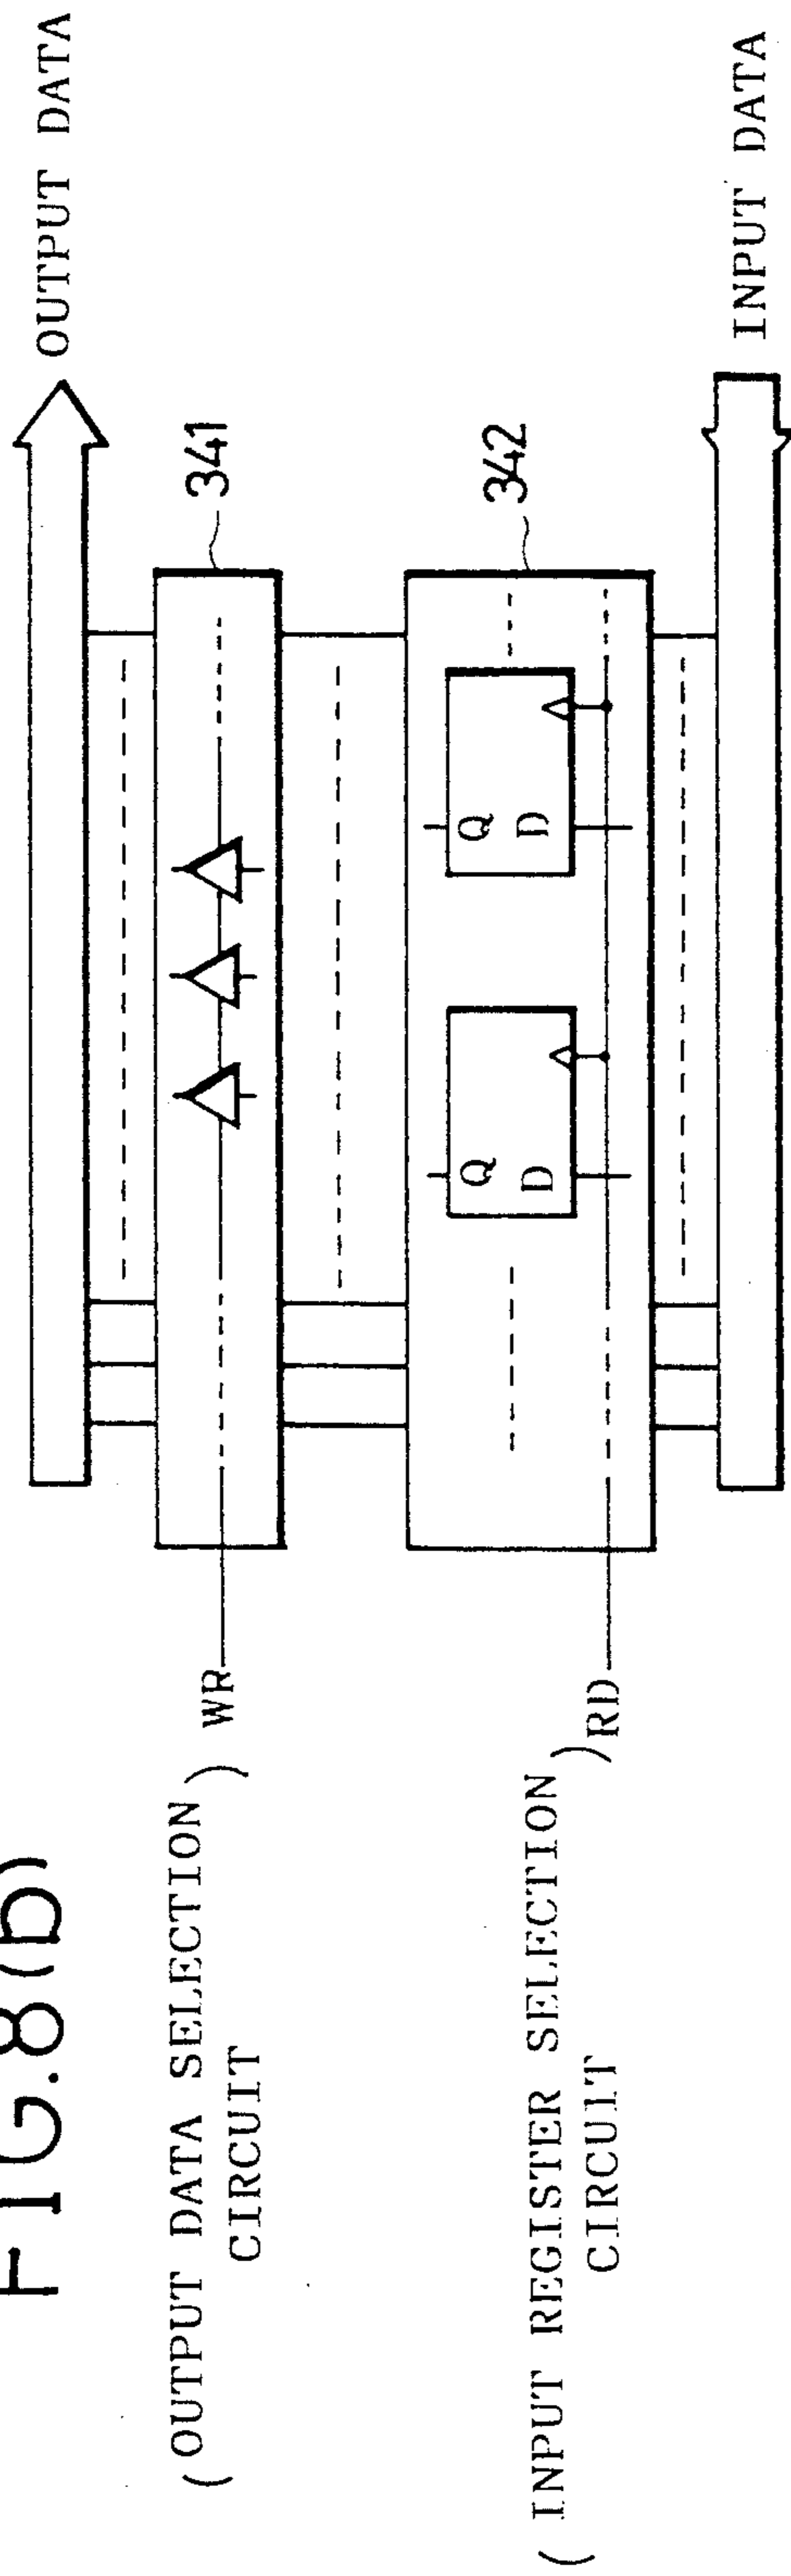 FIG.8(b)
OUTPUT DATA
341
(OUTPUT DATA SELECTION)
CIRCUIT
WR
342
Q
D
Q
D
(INPUT REGISTER SELECTION)
CIRCUIT
RD
INPUT DATA